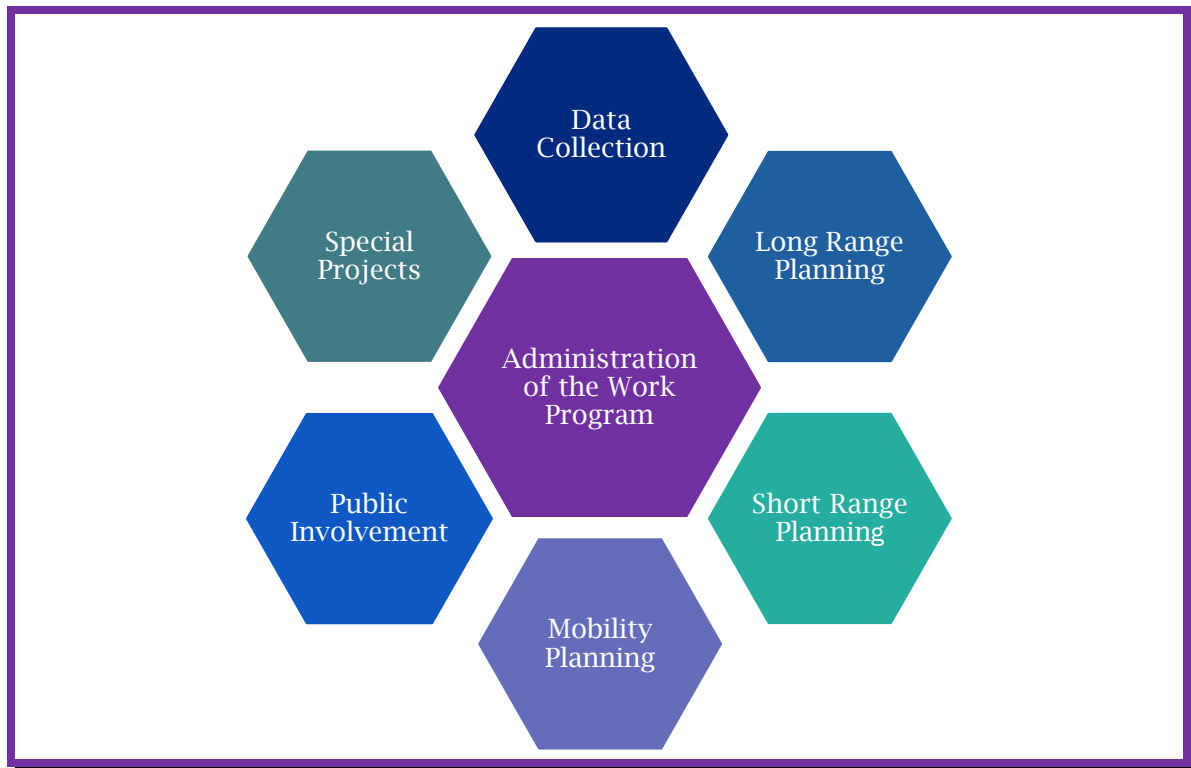 Data
Collection
Special
Projects
Long Range
Planning
Administration
of the Work
Program
Public
Involvement
Short Range
Planning
Mobility
Planning